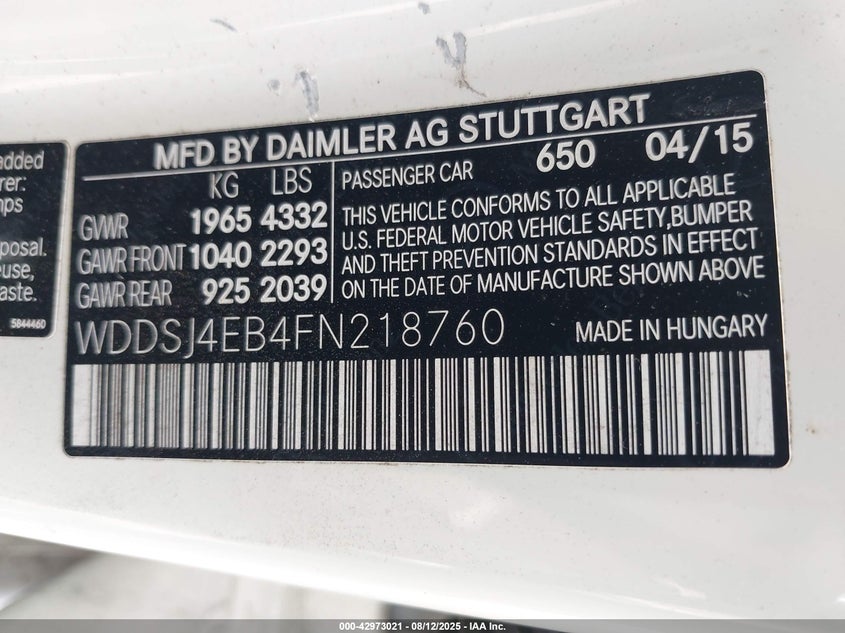 added
rer:
mps
posal.
euse,
aste.
5844460
MFD BY DAIMLER AG STUTTGART
KG LBS
GVWR 1965 4332
GAWR FRONT 1040 2293
GAWR REAR 925 2039
PASSENGER CAR 650 04/15
THIS VEHICLE CONFORMS TO ALL APPLICABLE
U.S. FEDERAL MOTOR VEHICLE SAFETY,BUMPER
AND THEFT PREVENTION STANDARDS IN EFFECT
ON THE DATE OF MANUFACTURE SHOWN ABOVE
WDDSJ4EB4FN218760 MADE IN HUNGARY
000-42973021 - 08/12/2025 - IAA Inc.